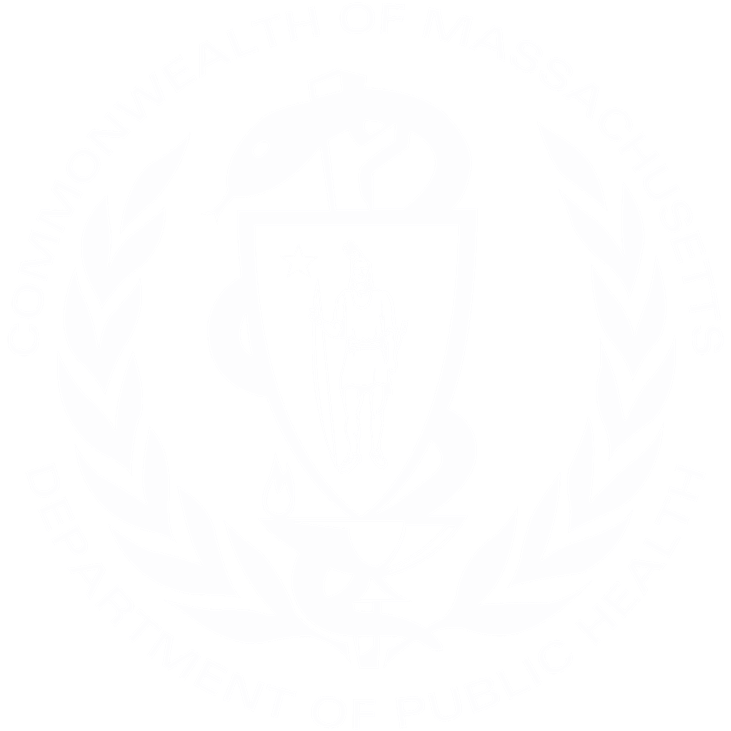 COMMONWEALTH OF MASSACHUSETTS
DEPARTMENT OF PUBLIC HEALTH